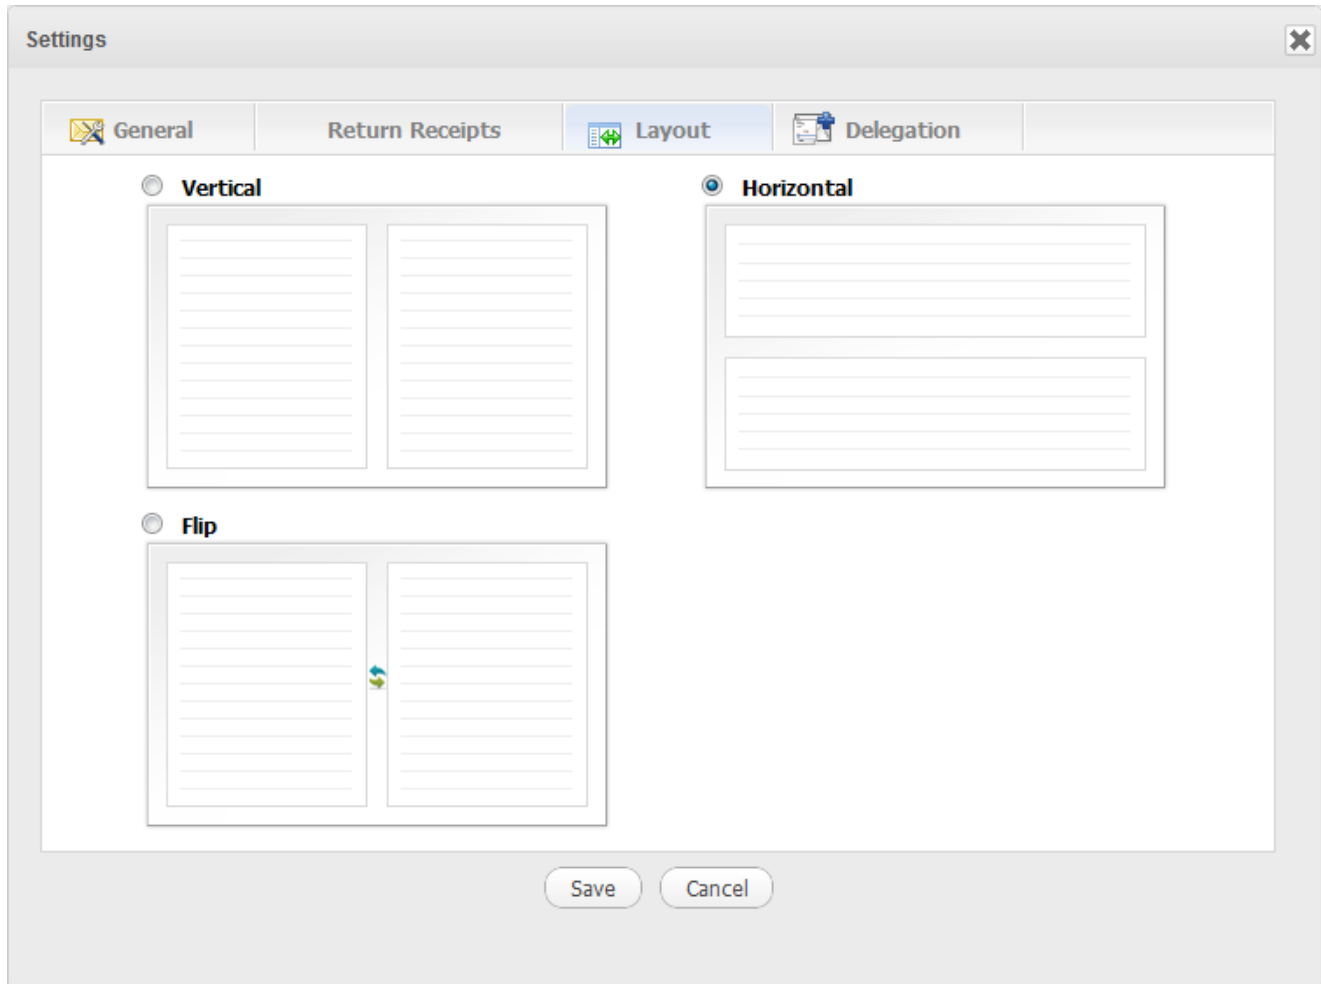 Settings
General Return Receipts Layout Delegation
Vertical Horizontal
Flip
Save Cancel